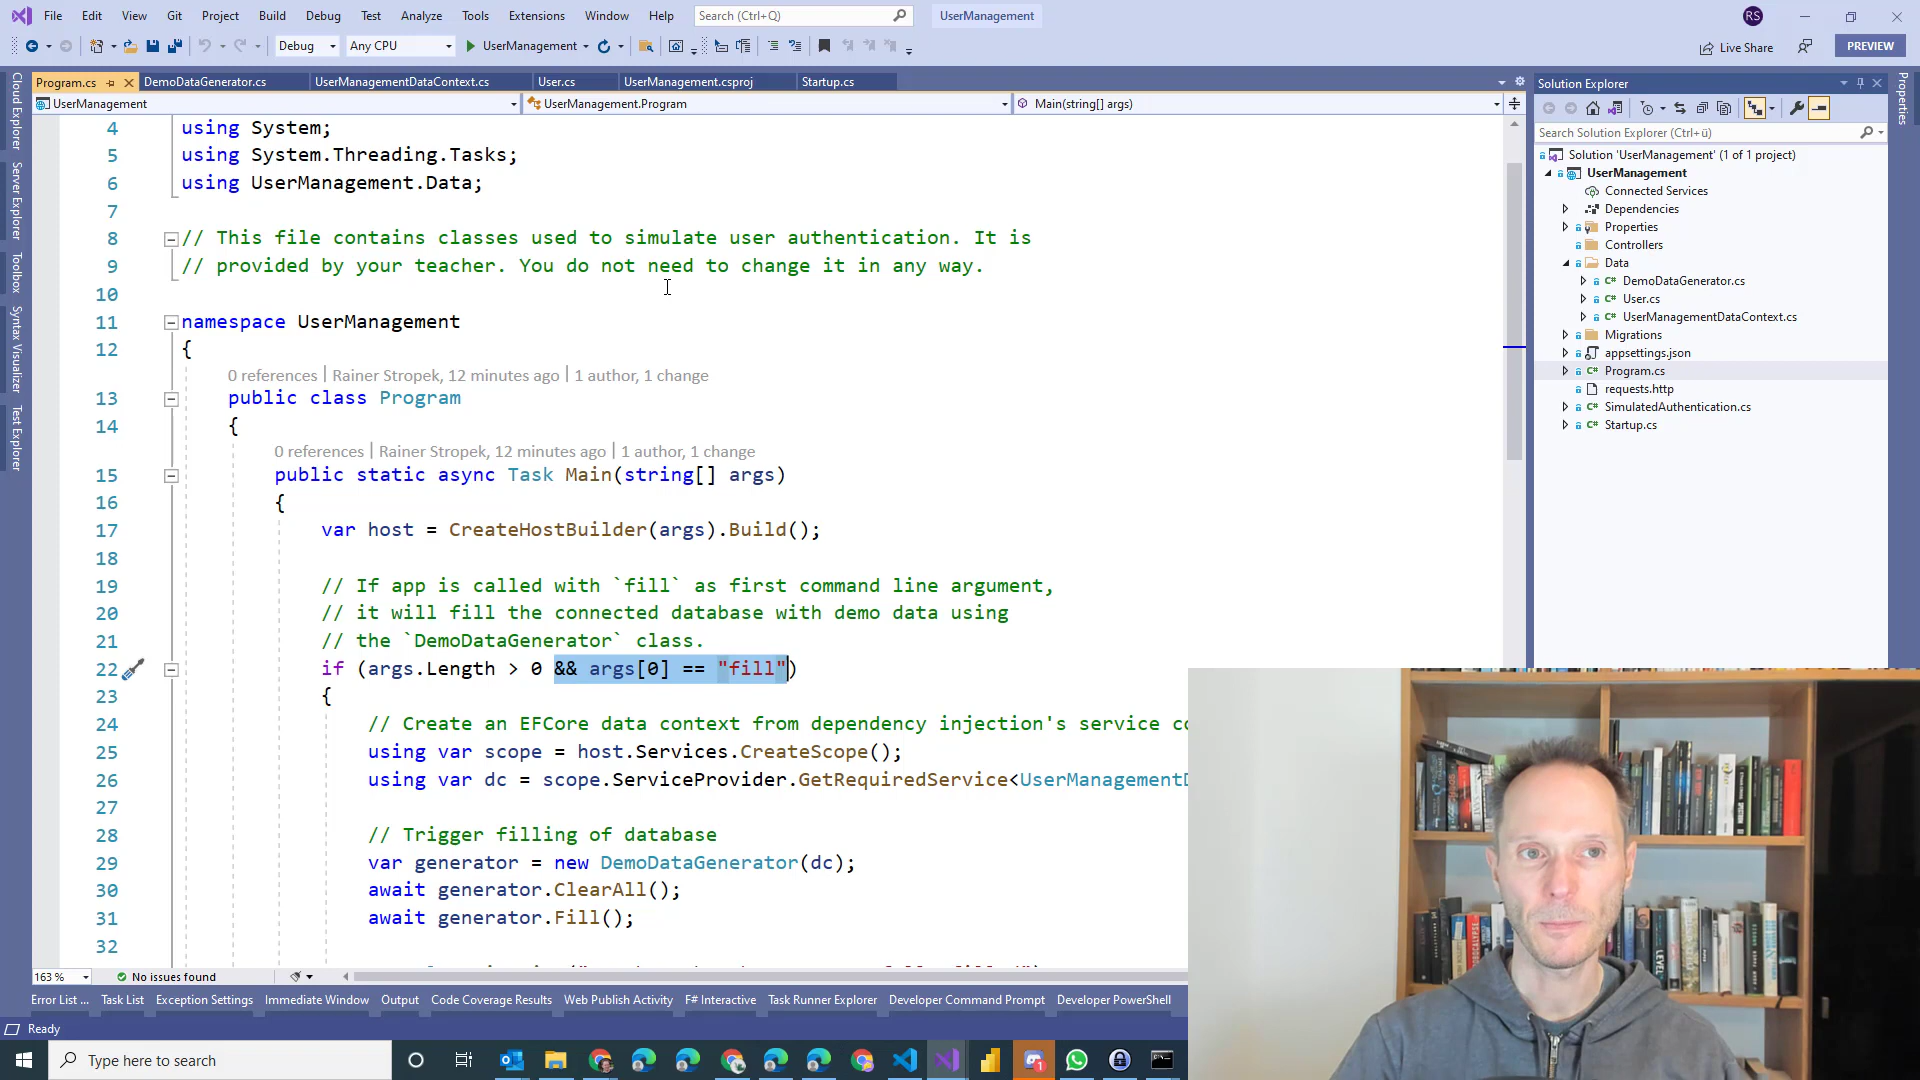 File Edit View Git Project Build Debug Test Analyze Tools Extensions Window Help Search (Ctrl+Q) UserManagement RS
Debug Any CPU UserManagement Live Share PREVIEW
Program.cs DemoDataGenerator.cs UserManagementDataContext.cs User.cs UserManagement.csproj Startup.cs
UserManagement UserManagement.Program Main(string[] args)
Cloud Explorer
Server Explorer
Toolbox
Syntax Visualizer
Test Explorer
4 using System;
5 using System.Threading.Tasks;
6 using UserManagement.Data;
7
8 // This file contains classes used to simulate user authentication. It is
9 // provided by your teacher. You do not need to change it in any way.
10
11 namespace UserManagement
12 {
0 references | Rainer Stropek, 12 minutes ago | 1 author, 1 change
13 public class Program
14 {
0 references | Rainer Stropek, 12 minutes ago | 1 author, 1 change
15 public static async Task Main(string[] args)
16 {
17 var host = CreateHostBuilder(args).Build();
18
19 // If app is called with `fill` as first command line argument,
20 // it will fill the connected database with demo data using
21 // the `DemoDataGenerator` class.
22 if (args.Length > 0 && args[0] == "fill")
23 {
24 // Create an EFCore data context from dependency injection's service co
25 using var scope = host.Services.CreateScope();
26 using var dc = scope.ServiceProvider.GetRequiredService<UserManagementD
27
28 // Trigger filling of database
29 var generator = new DemoDataGenerator(dc);
30 await generator.ClearAll();
31 await generator.Fill();
32
163 % No issues found
Error List ... Task List Exception Settings Immediate Window Output Code Coverage Results Web Publish Activity F# Interactive Task Runner Explorer Developer Command Prompt Developer PowerShell
Ready
Type here to search
Solution Explorer
Search Solution Explorer (Ctrl+ü)
Solution 'UserManagement' (1 of 1 project)
UserManagement
Connected Services
Dependencies
Properties
Controllers
Data
DemoDataGenerator.cs
User.cs
UserManagementDataContext.cs
Migrations
appsettings.json
Program.cs
requests.http
SimulatedAuthentication.cs
Startup.cs
Properties